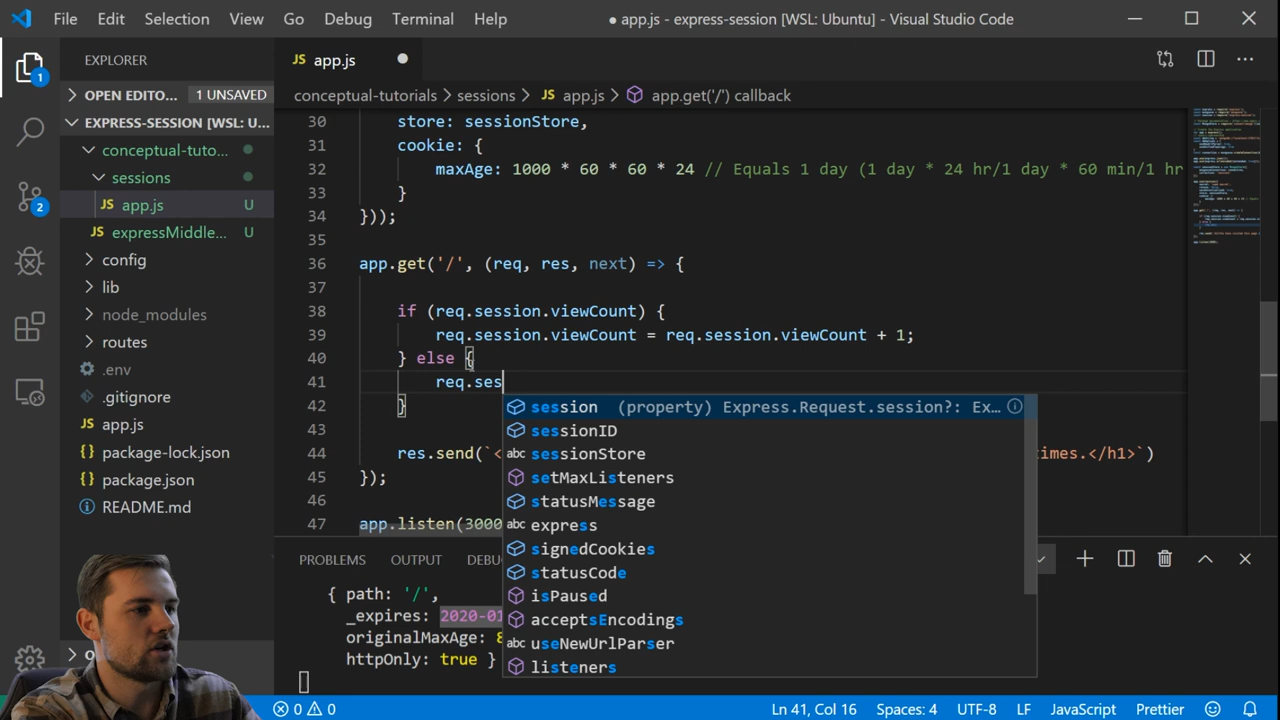 File Edit Selection View Go Debug Terminal Help
● app.js - express-session [WSL: Ubuntu] - Visual Studio Code
EXPLORER
OPEN EDITO... 1 UNSAVED
EXPRESS-SESSION [WSL: U...
conceptual-tuto...
sessions
JS app.js U
JS expressMiddle... U
config
lib
node_modules
routes
.env
.gitignore
JS app.js
package-lock.json
package.json
README.md
1
2
JS app.js
conceptual-tutorials > sessions > JS app.js > app.get('/') callback
30 store: sessionStore,
31 cookie: {
32 maxAge: 1000 * 60 * 60 * 24 // Equals 1 day (1 day * 24 hr/1 day * 60 min/1 hr
33 }
34 }));
35
36 app.get('/', (req, res, next) => {
37
38 if (req.session.viewCount) {
39 req.session.viewCount = req.session.viewCount + 1;
40 } else {
41 req.ses
42 }
43
44 res.send(`< times.</h1>`)
45 });
46
47 app.listen(3000
session (property) Express.Request.session?: Ex...
sessionID
abc sessionStore
setMaxListeners
statusMessage
abc express
signedCookies
statusCode
isPaused
acceptsEncodings
abc useNewUrlParser
listeners
PROBLEMS OUTPUT DEBU
{ path: '/',
_expires: 2020-01
originalMaxAge: 8
httpOnly: true }
0 0 Ln 41, Col 16 Spaces: 4 UTF-8 LF JavaScript Prettier